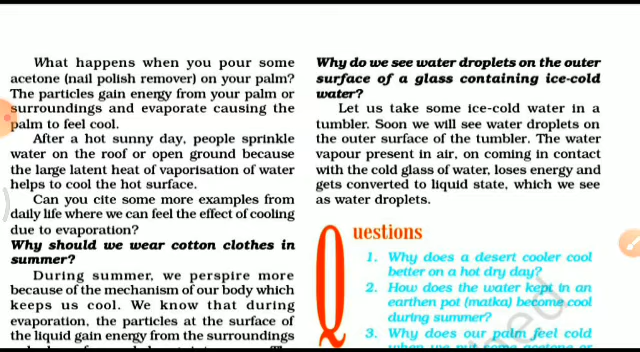 What happens when you pour some
acetone (nail polish remover) on your palm?
The particles gain energy from your palm or
surroundings and evaporate causing the
palm to feel cool.
After a hot sunny day, people sprinkle
water on the roof or open ground because
the large latent heat of vaporisation of water
helps to cool the hot surface.
Can you cite some more examples from
daily life where we can feel the effect of cooling
due to evaporation?
Why should we wear cotton clothes in
summer?
During summer, we perspire more
because of the mechanism of our body which
keeps us cool. We know that during
evaporation, the particles at the surface of
the liquid gain energy from the surroundings
Why do we see water droplets on the outer
surface of a glass containing ice-cold
water?
Let us take some ice-cold water in a
tumbler. Soon we will see water droplets on
the outer surface of the tumbler. The water
vapour present in air, on coming in contact
with the cold glass of water, loses energy and
gets converted to liquid state, which we see
as water droplets.
Questions
1. Why does a desert cooler cool
better on a hot dry day?
2. How does the water kept in an
earthen pot (matka) become cool
during summer?
3. Why does our palm feel cold